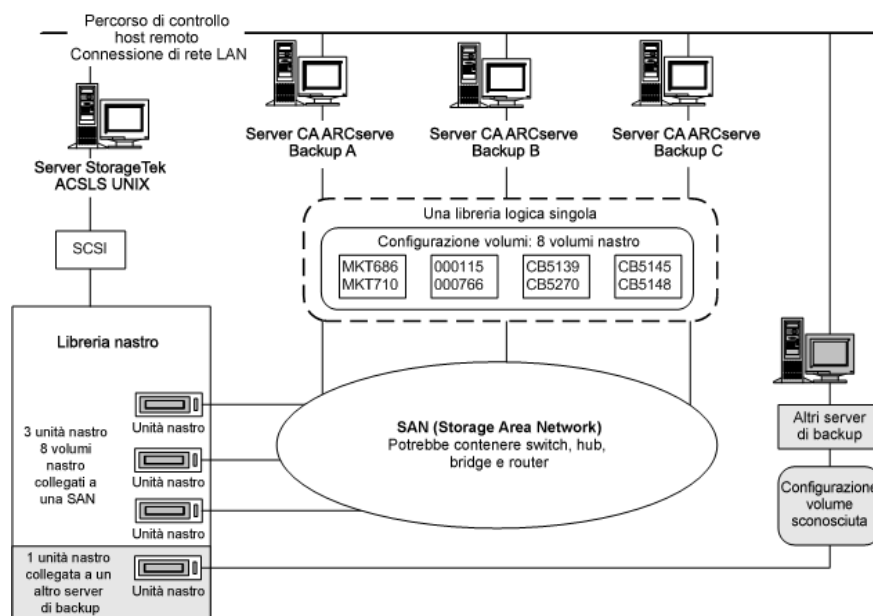 Percorso di controllo
host remoto
Connessione di rete LAN
Server StorageTek
ACSLS UNIX
Server CA ARCserve
Backup A
Server CA ARCserve
Backup B
Server CA ARCserve
Backup C
Una libreria logica singola
Configurazione volumi: 8 volumi nastro
MKT686
MKT710
000115
000766
CB5139
CB5270
CB5145
CB5148
SCSI
Libreria nastro
3 unità nastro
8 volumi
nastro
collegati a
una SAN
Unità nastro
Unità nastro
Unità nastro
1 unità nastro
collegata a un
altro server
di backup
Unità nastro
SAN (Storage Area Network)
Potrebbe contenere switch, hub,
bridge e router
Altri server
di backup
Configurazione
volume
sconosciuta